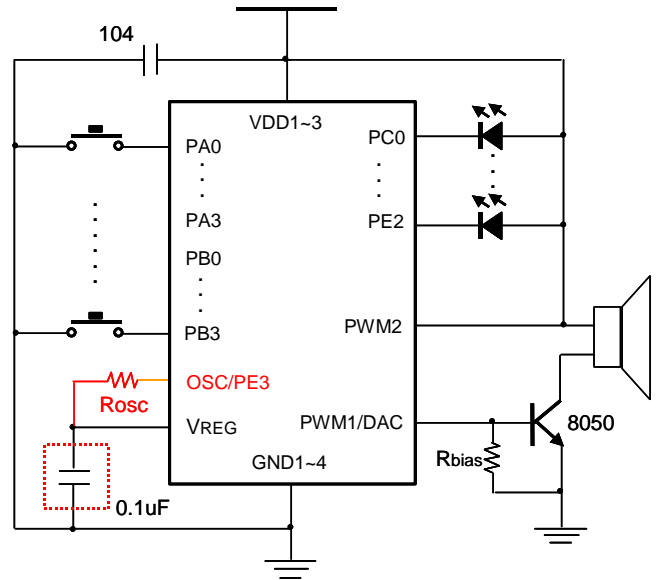 104
VDD1~3
PA0
PC0
PA3
PE2
PB0
PB3
PWM2
OSC/PE3
Rosc
VREG
PWM1/DAC
8050
Rbias
GND1~4
0.1uF